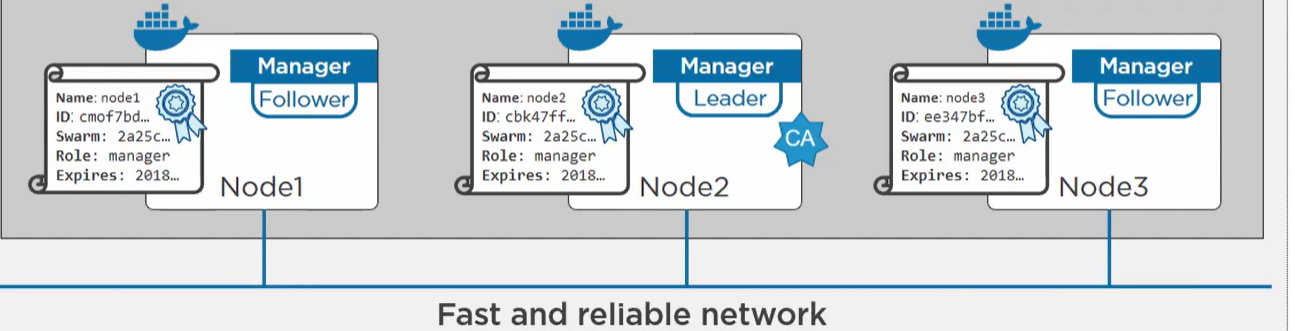 Manager
Follower
Name: node1
ID: cmof7bd…
Swarm: 2a25c…
Role: manager
Expires: 2018…
Node1
Manager
Leader
Name: node2
ID: cbk47ff…
Swarm: 2a25c…
Role: manager
Expires: 2018…
CA
Node2
Manager
Follower
Name: node3
ID: ee347bf…
Swarm: 2a25c…
Role: manager
Expires: 2018…
Node3
Fast and reliable network